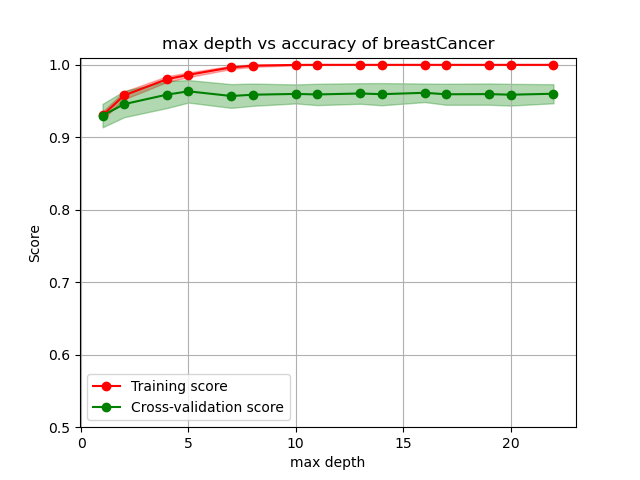 max depth vs accuracy of breastCancer
Score
1.0
0.9
0.8
0.7
0.6
0.5
Training score
Cross-validation score
0 5 10 15 20
max depth